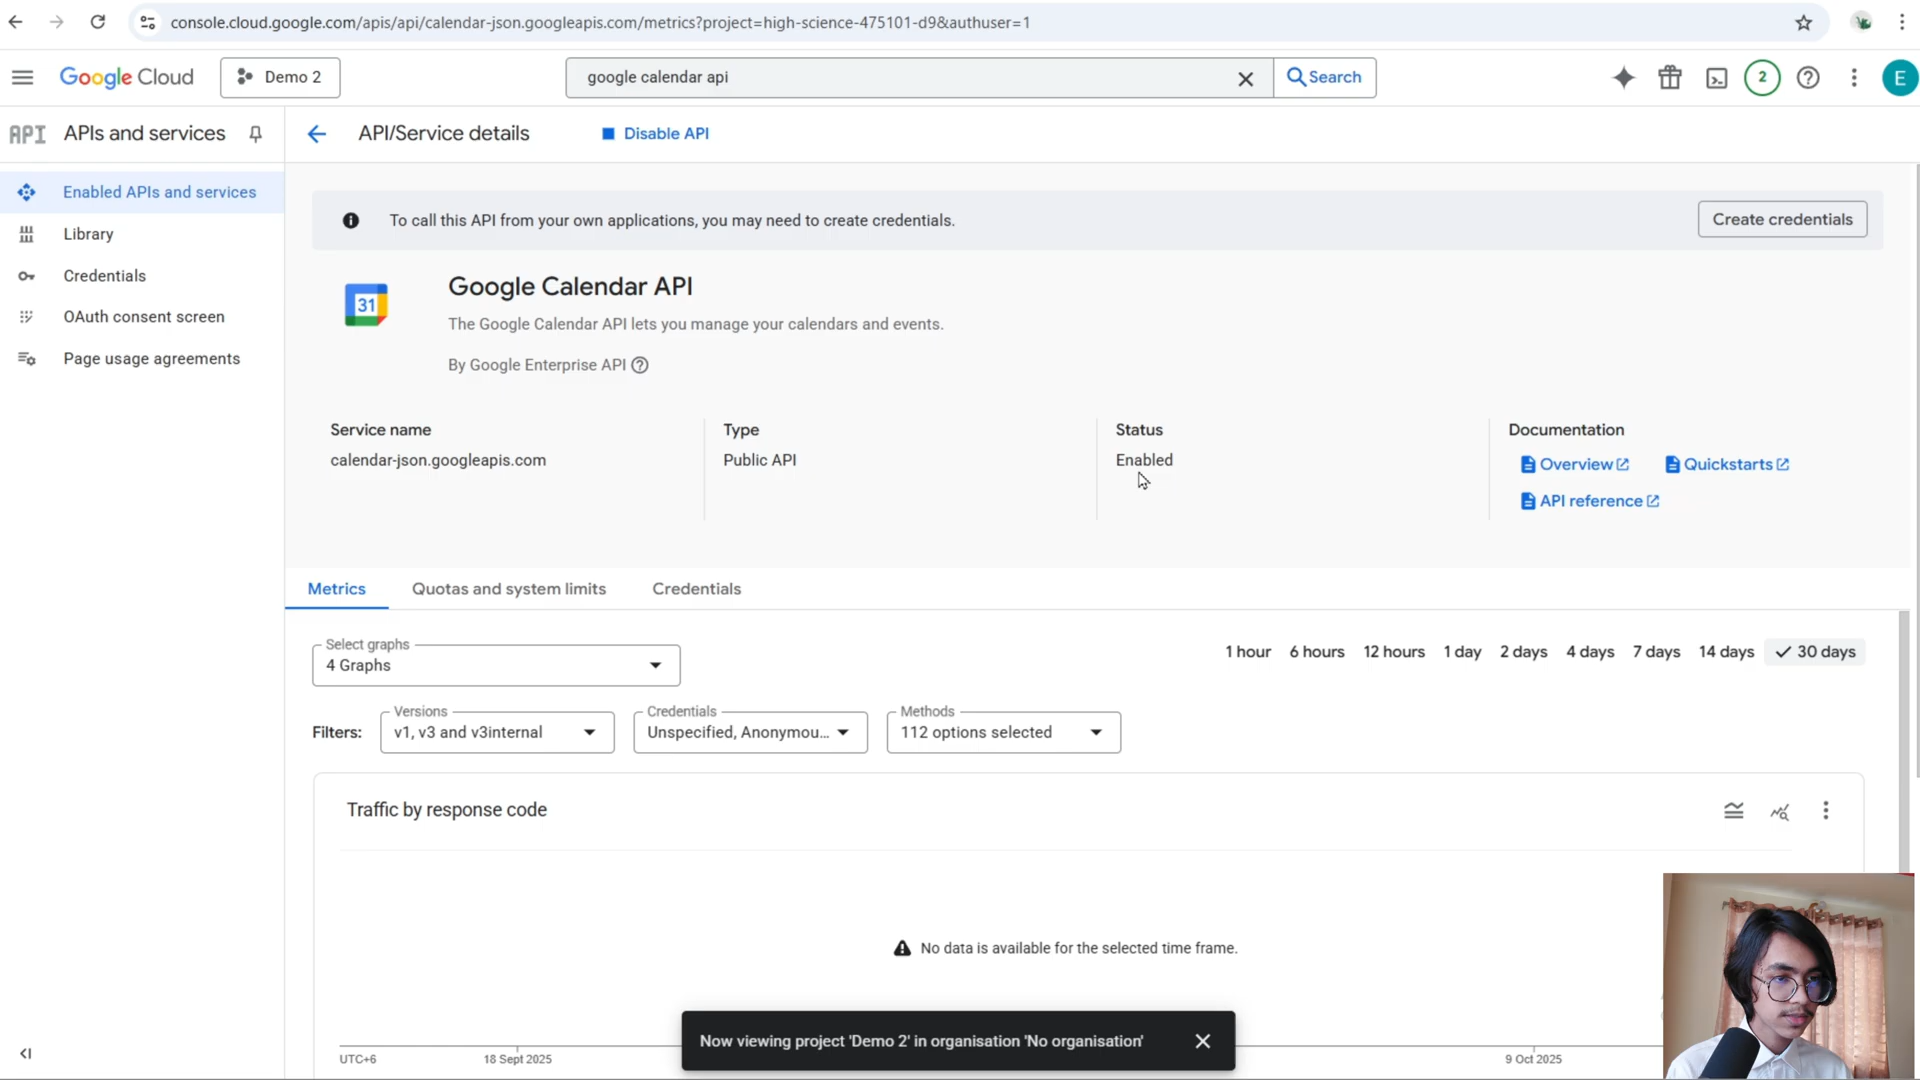 console.cloud.google.com/apis/api/calendar-json.googleapis.com/metrics?project=high-science-475101-d9&authuser=1
Google Cloud
Demo 2
google calendar api
Search
2
E
API
APIs and services
API/Service details
Disable API
Enabled APIs and services
Library
Credentials
OAuth consent screen
Page usage agreements
To call this API from your own applications, you may need to create credentials.
Create credentials
31
Google Calendar API
The Google Calendar API lets you manage your calendars and events.
By Google Enterprise API
Service name
calendar-json.googleapis.com
Type
Public API
Status
Enabled
Documentation
Overview
Quickstarts
API reference
Metrics
Quotas and system limits
Credentials
Select graphs
4 Graphs
1 hour
6 hours
12 hours
1 day
2 days
4 days
7 days
14 days
30 days
Filters:
Versions
v1, v3 and v3internal
Credentials
Unspecified, Anonymou...
Methods
112 options selected
Traffic by response code
No data is available for the selected time frame.
Now viewing project 'Demo 2' in organisation 'No organisation'
UTC+6
18 Sept 2025
9 Oct 2025